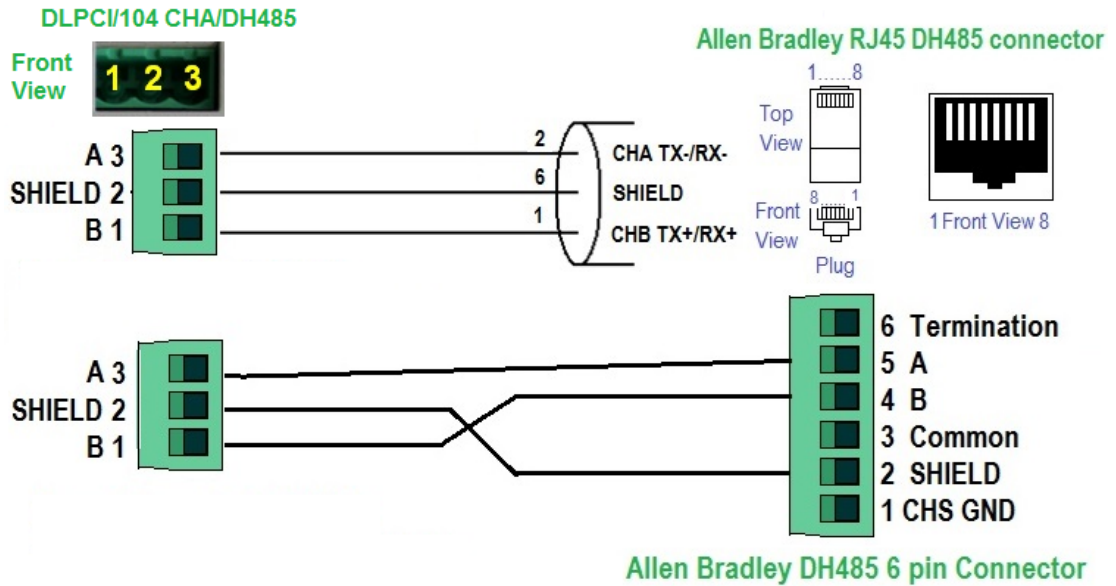 DLPCI/104 CHA/DH485
Front
View
1 2 3
A 3
SHIELD 2
B 1
2
6
1
CHA TX-/RX-
SHIELD
CHB TX+/RX+
Allen Bradley RJ45 DH485 connector
1......8
Top
View
Front
View
8...... 1
Plug
1 Front View 8
A 3
SHIELD 2
B 1
6 Termination
5 A
4 B
3 Common
2 SHIELD
1 CHS GND
Allen Bradley DH485 6 pin Connector